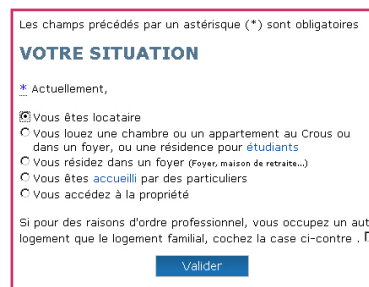 Les champs précédés par un astérisque (*) sont obligatoires
VOTRE SITUATION
* Actuellement,
Vous êtes locataire
Vous louez une chambre ou un appartement au Crous ou
dans un foyer, ou une résidence pour étudiants
Vous résidez dans un foyer (Foyer, maison de retraite...)
Vous êtes accueilli par des particuliers
Vous accédez à la propriété
Si pour des raisons d'ordre professionnel, vous occupez un aut
logement que le logement familial, cochez la case ci-contre .
Valider